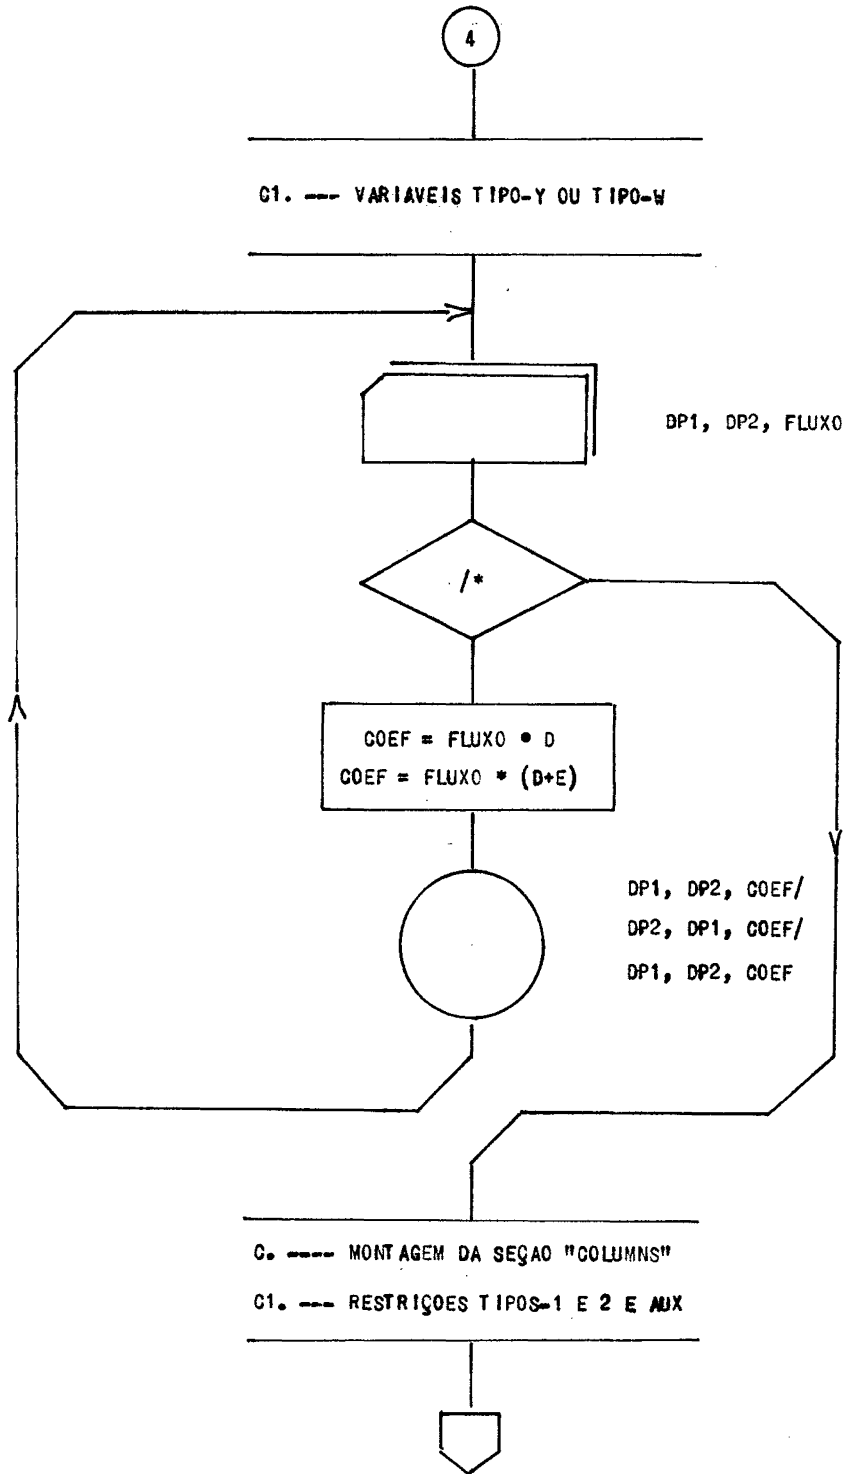 4
C1. --- VARIAVEIS TIPO-Y OU TIPO-W
DP1, DP2, FLUXO
/*
COEF = FLUXO * D
COEF = FLUXO * (D+E)
DP1, DP2, COEF/
DP2, DP1, COEF/
DP1, DP2, COEF
C. ---- MONTAGEM DA SEÇAO "COLUMNS"
C1. --- RESTRIÇOES TIPOS-1 E 2 E AUX